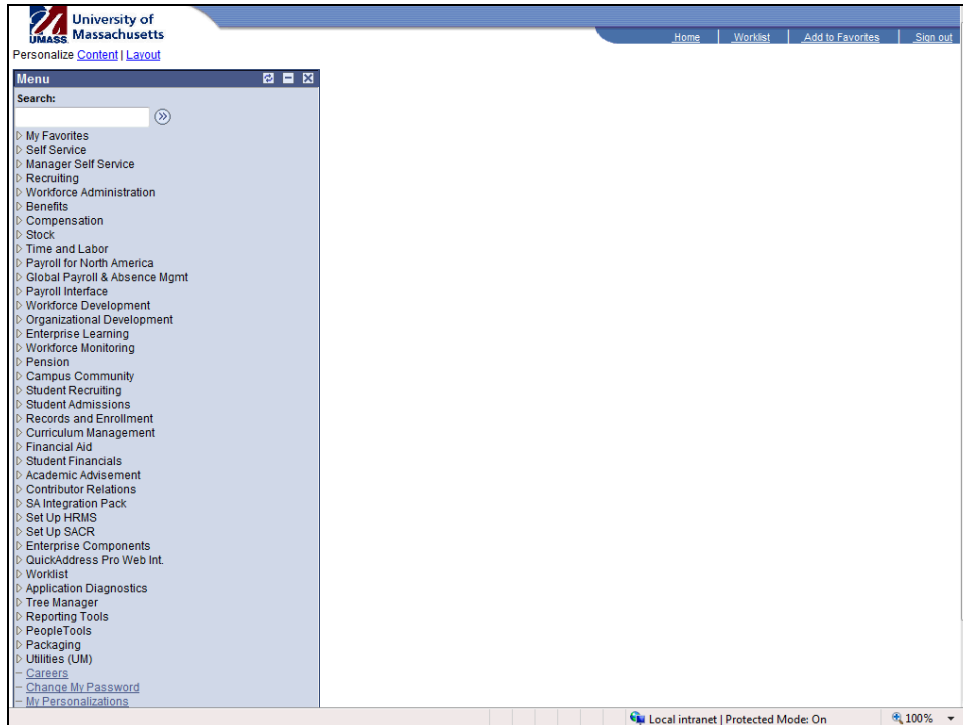 University of
UMASS Massachusetts
Home Worklist Add to Favorites Sign out
Personalize Content | Layout
Menu
Search:
My Favorites
Self Service
Manager Self Service
Recruiting
Workforce Administration
Benefits
Compensation
Stock
Time and Labor
Payroll for North America
Global Payroll & Absence Mgmt
Payroll Interface
Workforce Development
Organizational Development
Enterprise Learning
Workforce Monitoring
Pension
Campus Community
Student Recruiting
Student Admissions
Records and Enrollment
Curriculum Management
Financial Aid
Student Financials
Academic Advisement
Contributor Relations
SA Integration Pack
Set Up HRMS
Set Up SACR
Enterprise Components
QuickAddress Pro Web Int.
Worklist
Application Diagnostics
Tree Manager
Reporting Tools
PeopleTools
Packaging
Utilities (UM)
– Careers
– Change My Password
– My Personalizations
Local intranet | Protected Mode: On 100%